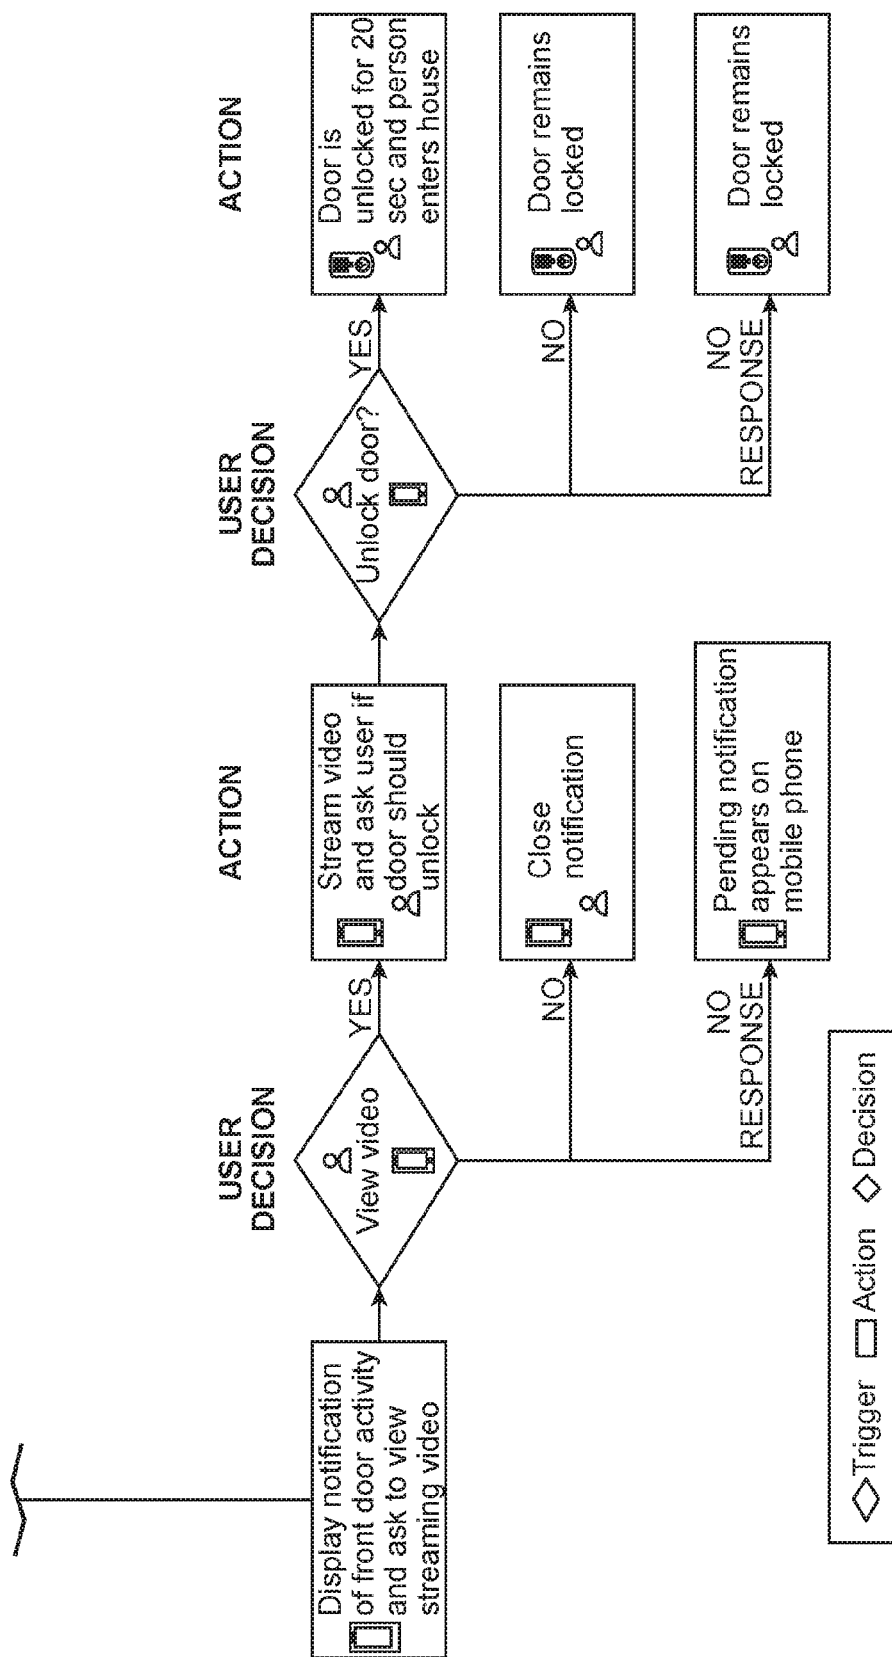 Display notification
of front door activity
and ask to view
streaming video
USER
DECISION
View video
YES
NO
NO
RESPONSE
ACTION
Stream video
and ask user if
door should
unlock
Close
notification
Pending notification
appears on
mobile phone
USER
DECISION
Unlock door?
YES
NO
NO
RESPONSE
ACTION
Door is
unlocked for 20
sec and person
enters house
Door remains
locked
Door remains
locked
Trigger Action Decision